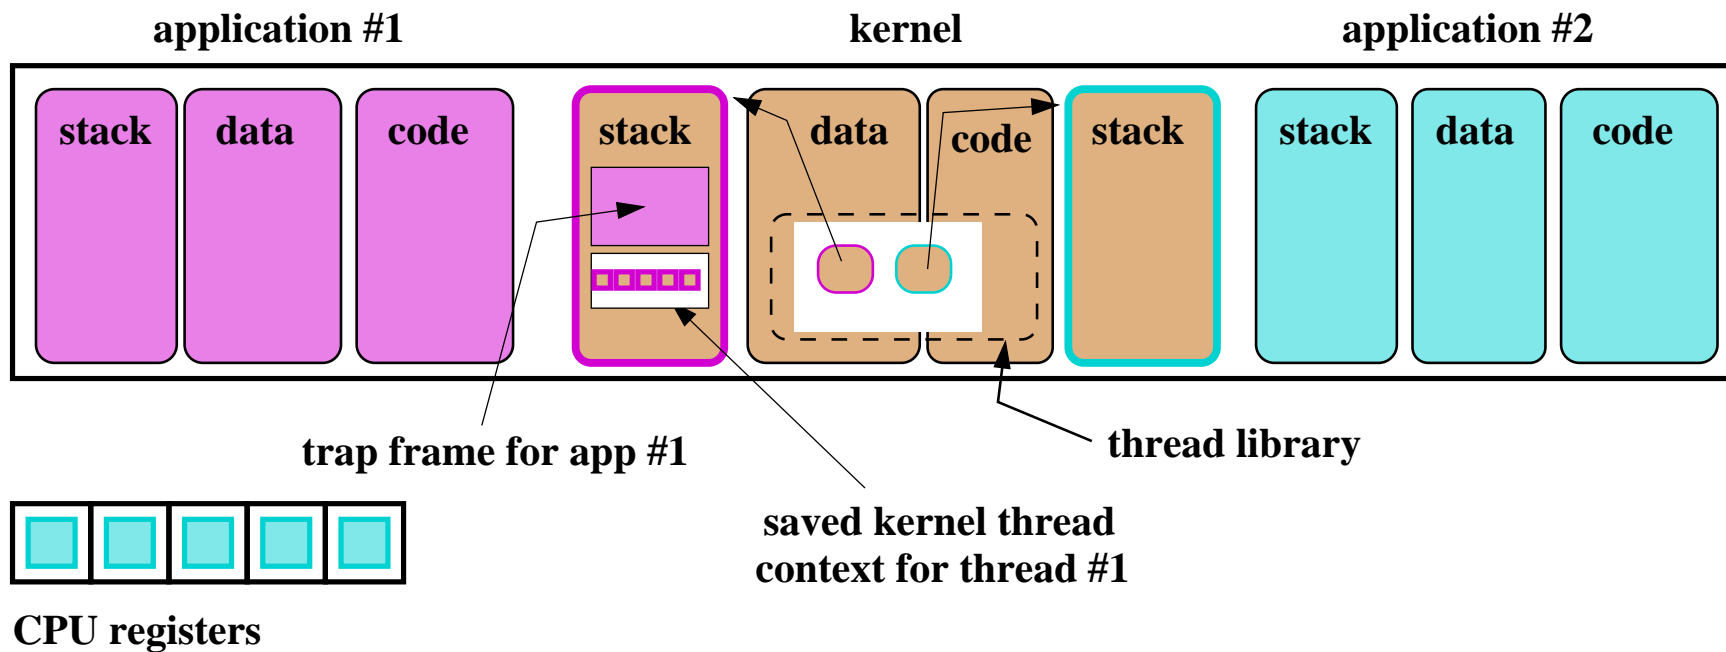 application #1
kernel
application #2
stack
data
code
stack
data
code
stack
stack
data
code
trap frame for app #1
thread library
saved kernel thread
context for thread #1
CPU registers